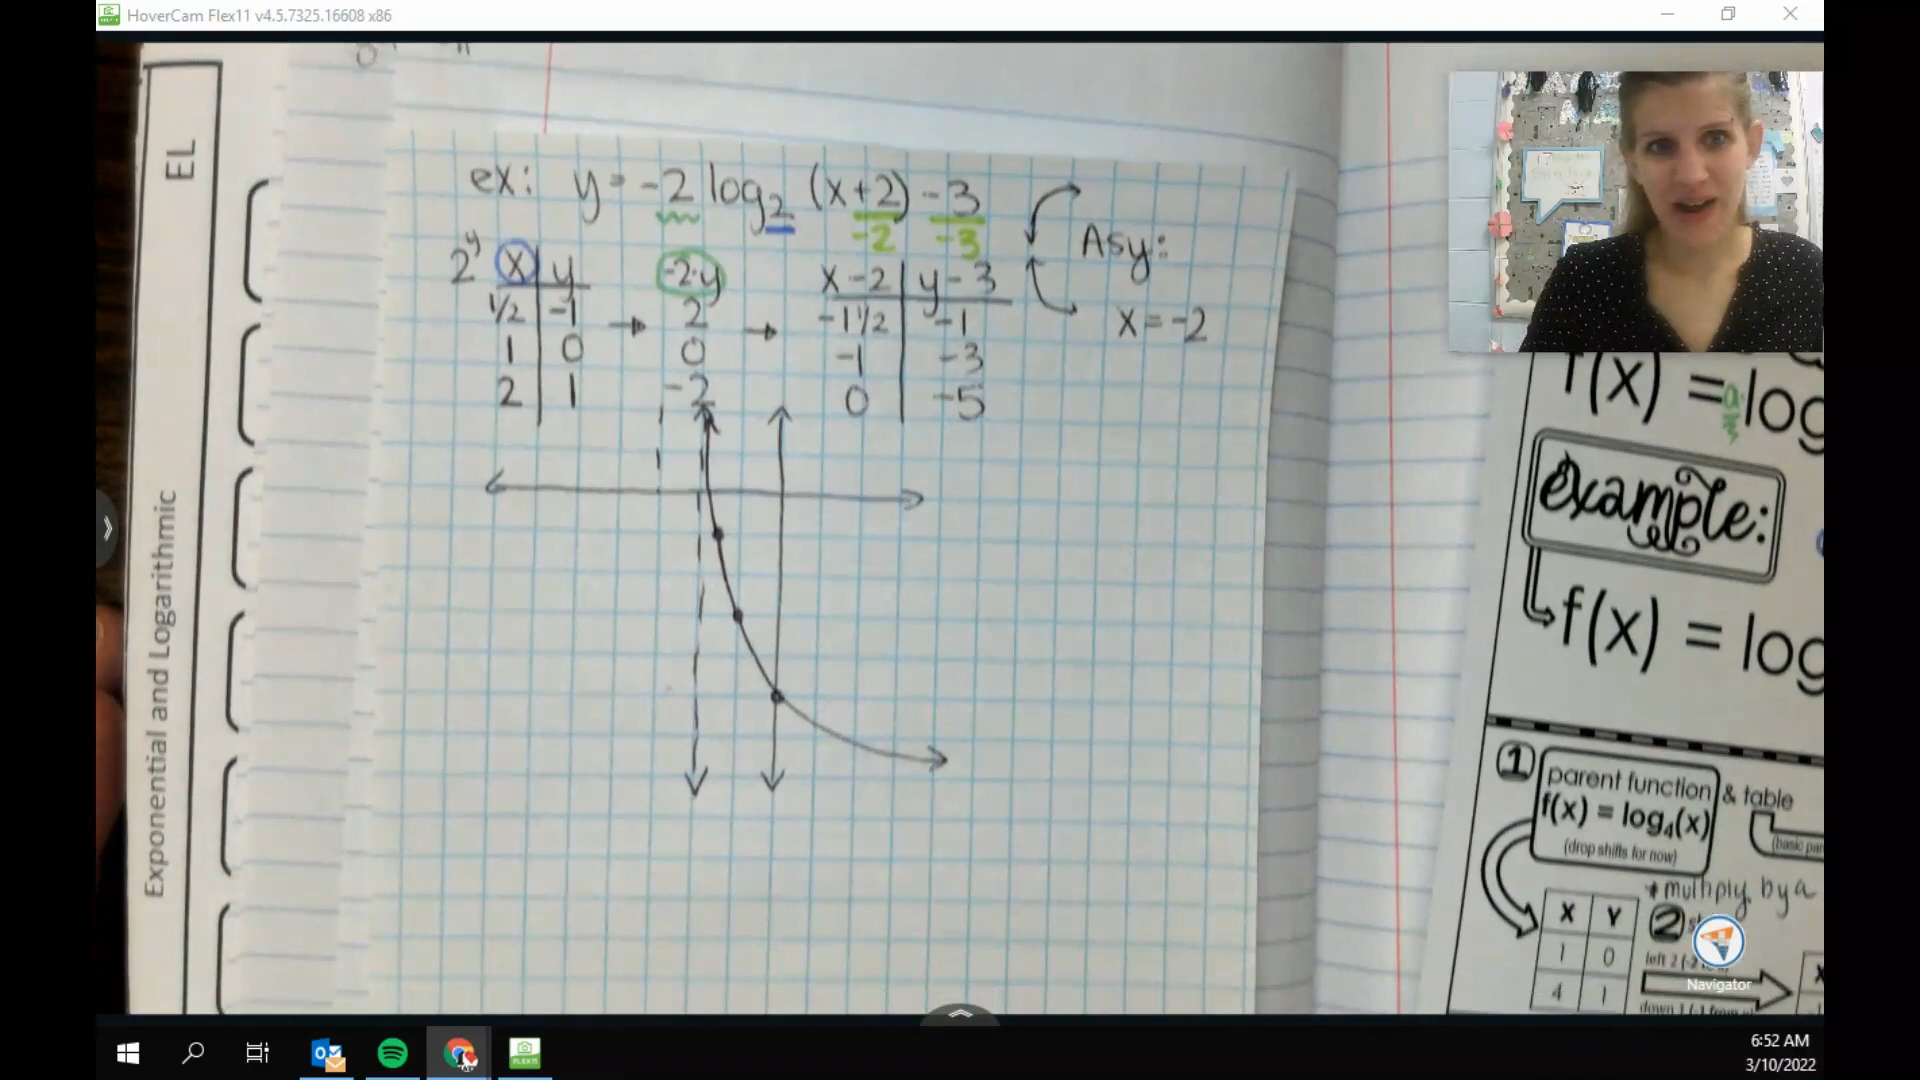 HoverCam Flex11 v4.5.7325.16608 x86
EL
Exponential and Logarithmic
ex: y = -2 log₂ (x+2) - 3
-2 -3
2^y x | y
-2·y
x - 2 | y - 3
1/2 | -1 → 2 → -1 1/2 | -1
1 | 0 0 -1 | -3
2 | 1 -2 0 | -5
Asy:
x = -2
f(x) = a·log
example:
f(x) = log
1 parent function & table
f(x) = log₄(x)
(drop shifts for now)
(basic
* multiply by a
X Y
1 0
4 1
2
left 2
Navigator
6:52 AM
3/10/2022